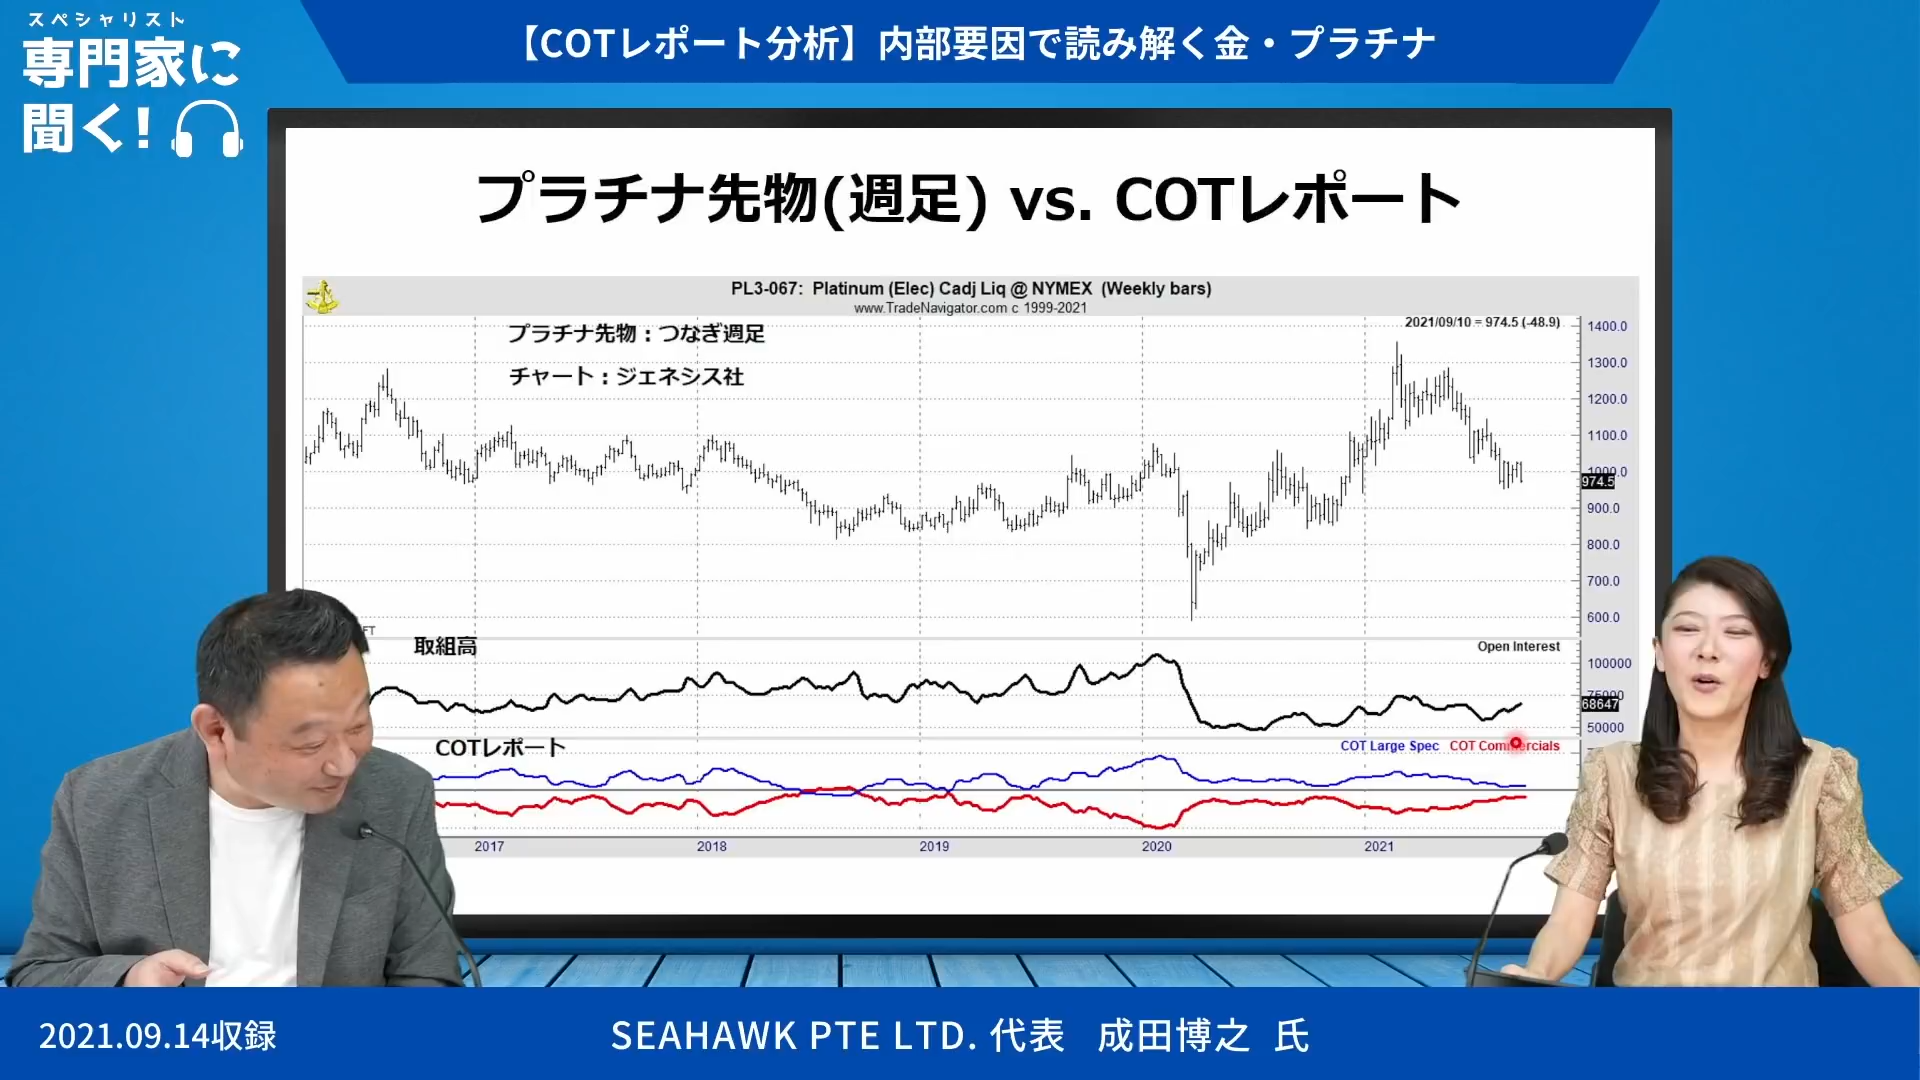 スペシャリスト
専門家に
聞く!
【COTレポート分析】内部要因で読み解く金・プラチナ
プラチナ先物(週足) vs. COTレポート
PL3-067: Platinum (Elec) Cadj Liq @ NYMEX (Weekly bars)
www.TradeNavigator.com c 1999-2021
2021/09/10 = 974.5 (-48.9)
プラチナ先物：つなぎ週足
チャート：ジェネシス社
1400.0
1300.0
1200.0
1100.0
1000.0
974.5
900.0
800.0
700.0
600.0
取組高
Open Interest
100000
75000
68647
50000
COTレポート
COT Large Spec COT Commercials
2017 2018 2019 2020 2021
2021.09.14収録
SEAHAWK PTE LTD. 代表 成田博之 氏